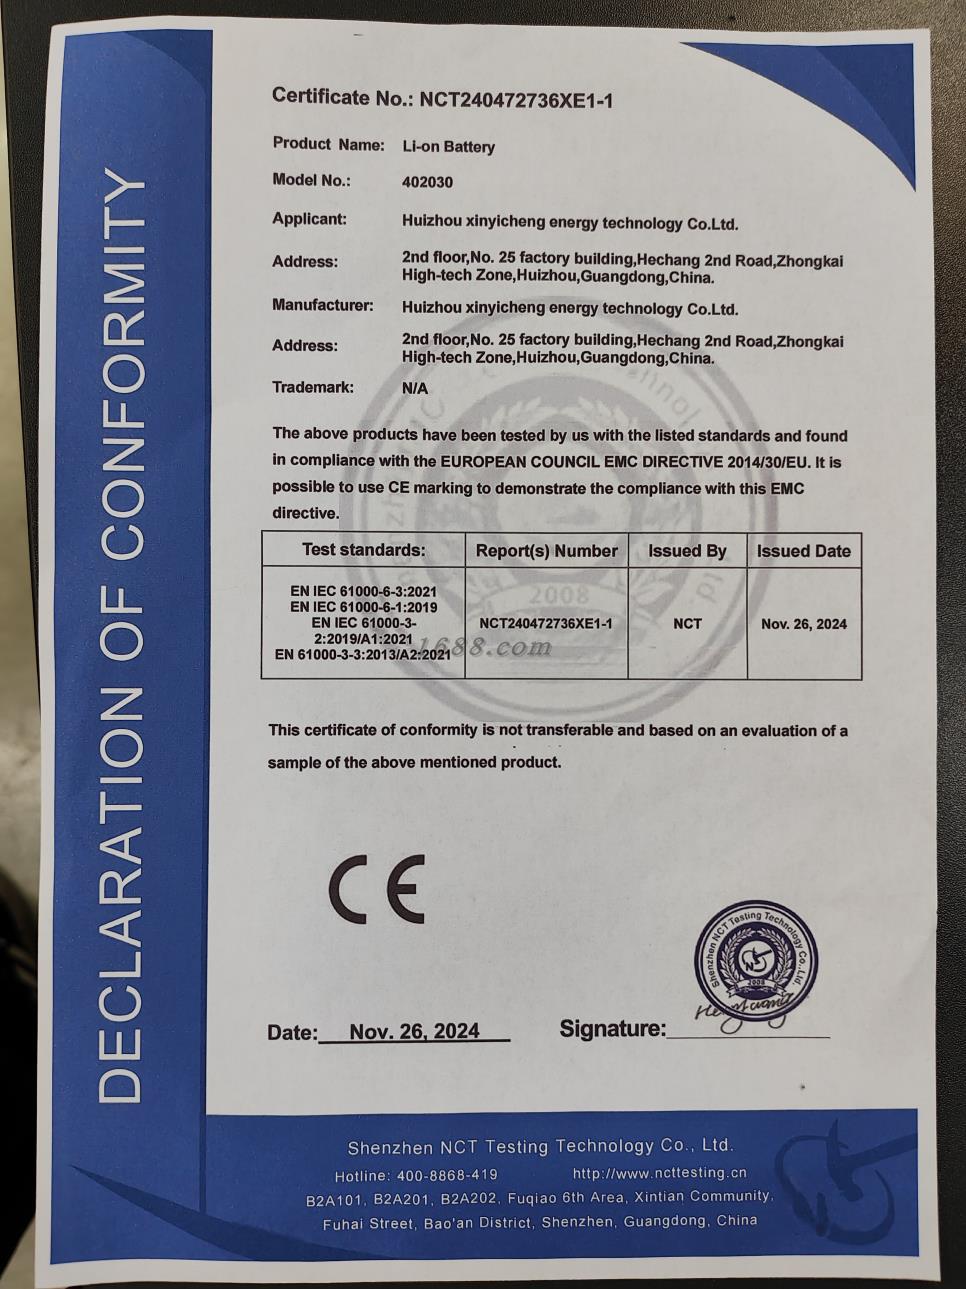 DECLARATION OF CONFORMITY
Certificate No.: NCT240472736XE1-1
Product Name: Li-on Battery
Model No.: 402030
Applicant: Huizhou xinyicheng energy technology Co.Ltd.
Address: 2nd floor,No. 25 factory building,Hechang 2nd Road,Zhongkai
High-tech Zone,Huizhou,Guangdong,China.
Manufacturer: Huizhou xinyicheng energy technology Co.Ltd.
Address: 2nd floor,No. 25 factory building,Hechang 2nd Road,Zhongkai
High-tech Zone,Huizhou,Guangdong,China.
Trademark: N/A
The above products have been tested by us with the listed standards and found
in compliance with the EUROPEAN COUNCIL EMC DIRECTIVE 2014/30/EU. It is
possible to use CE marking to demonstrate the compliance with this EMC
directive.
Test standards: Report(s) Number Issued By Issued Date
EN IEC 61000-6-3:2021
EN IEC 61000-6-1:2019
EN IEC 61000-3-
2:2019/A1:2021
EN 61000-3-3:2013/A2:2021
NCT240472736XE1-1 NCT Nov. 26, 2024
2008
1688.com
This certificate of conformity is not transferable and based on an evaluation of a
sample of the above mentioned product.
CE
Shenzhen NCT Testing Technology Co.,Ltd.
2008
Date: Nov. 26, 2024 Signature:
Shenzhen NCT Testing Technology Co., Ltd.
Hotline: 400-8868-419 http://www.ncttesting.cn
B2A101, B2A201, B2A202, Fuqiao 6th Area, Xintian Community,
Fuhai Street, Bao'an District, Shenzhen, Guangdong, China